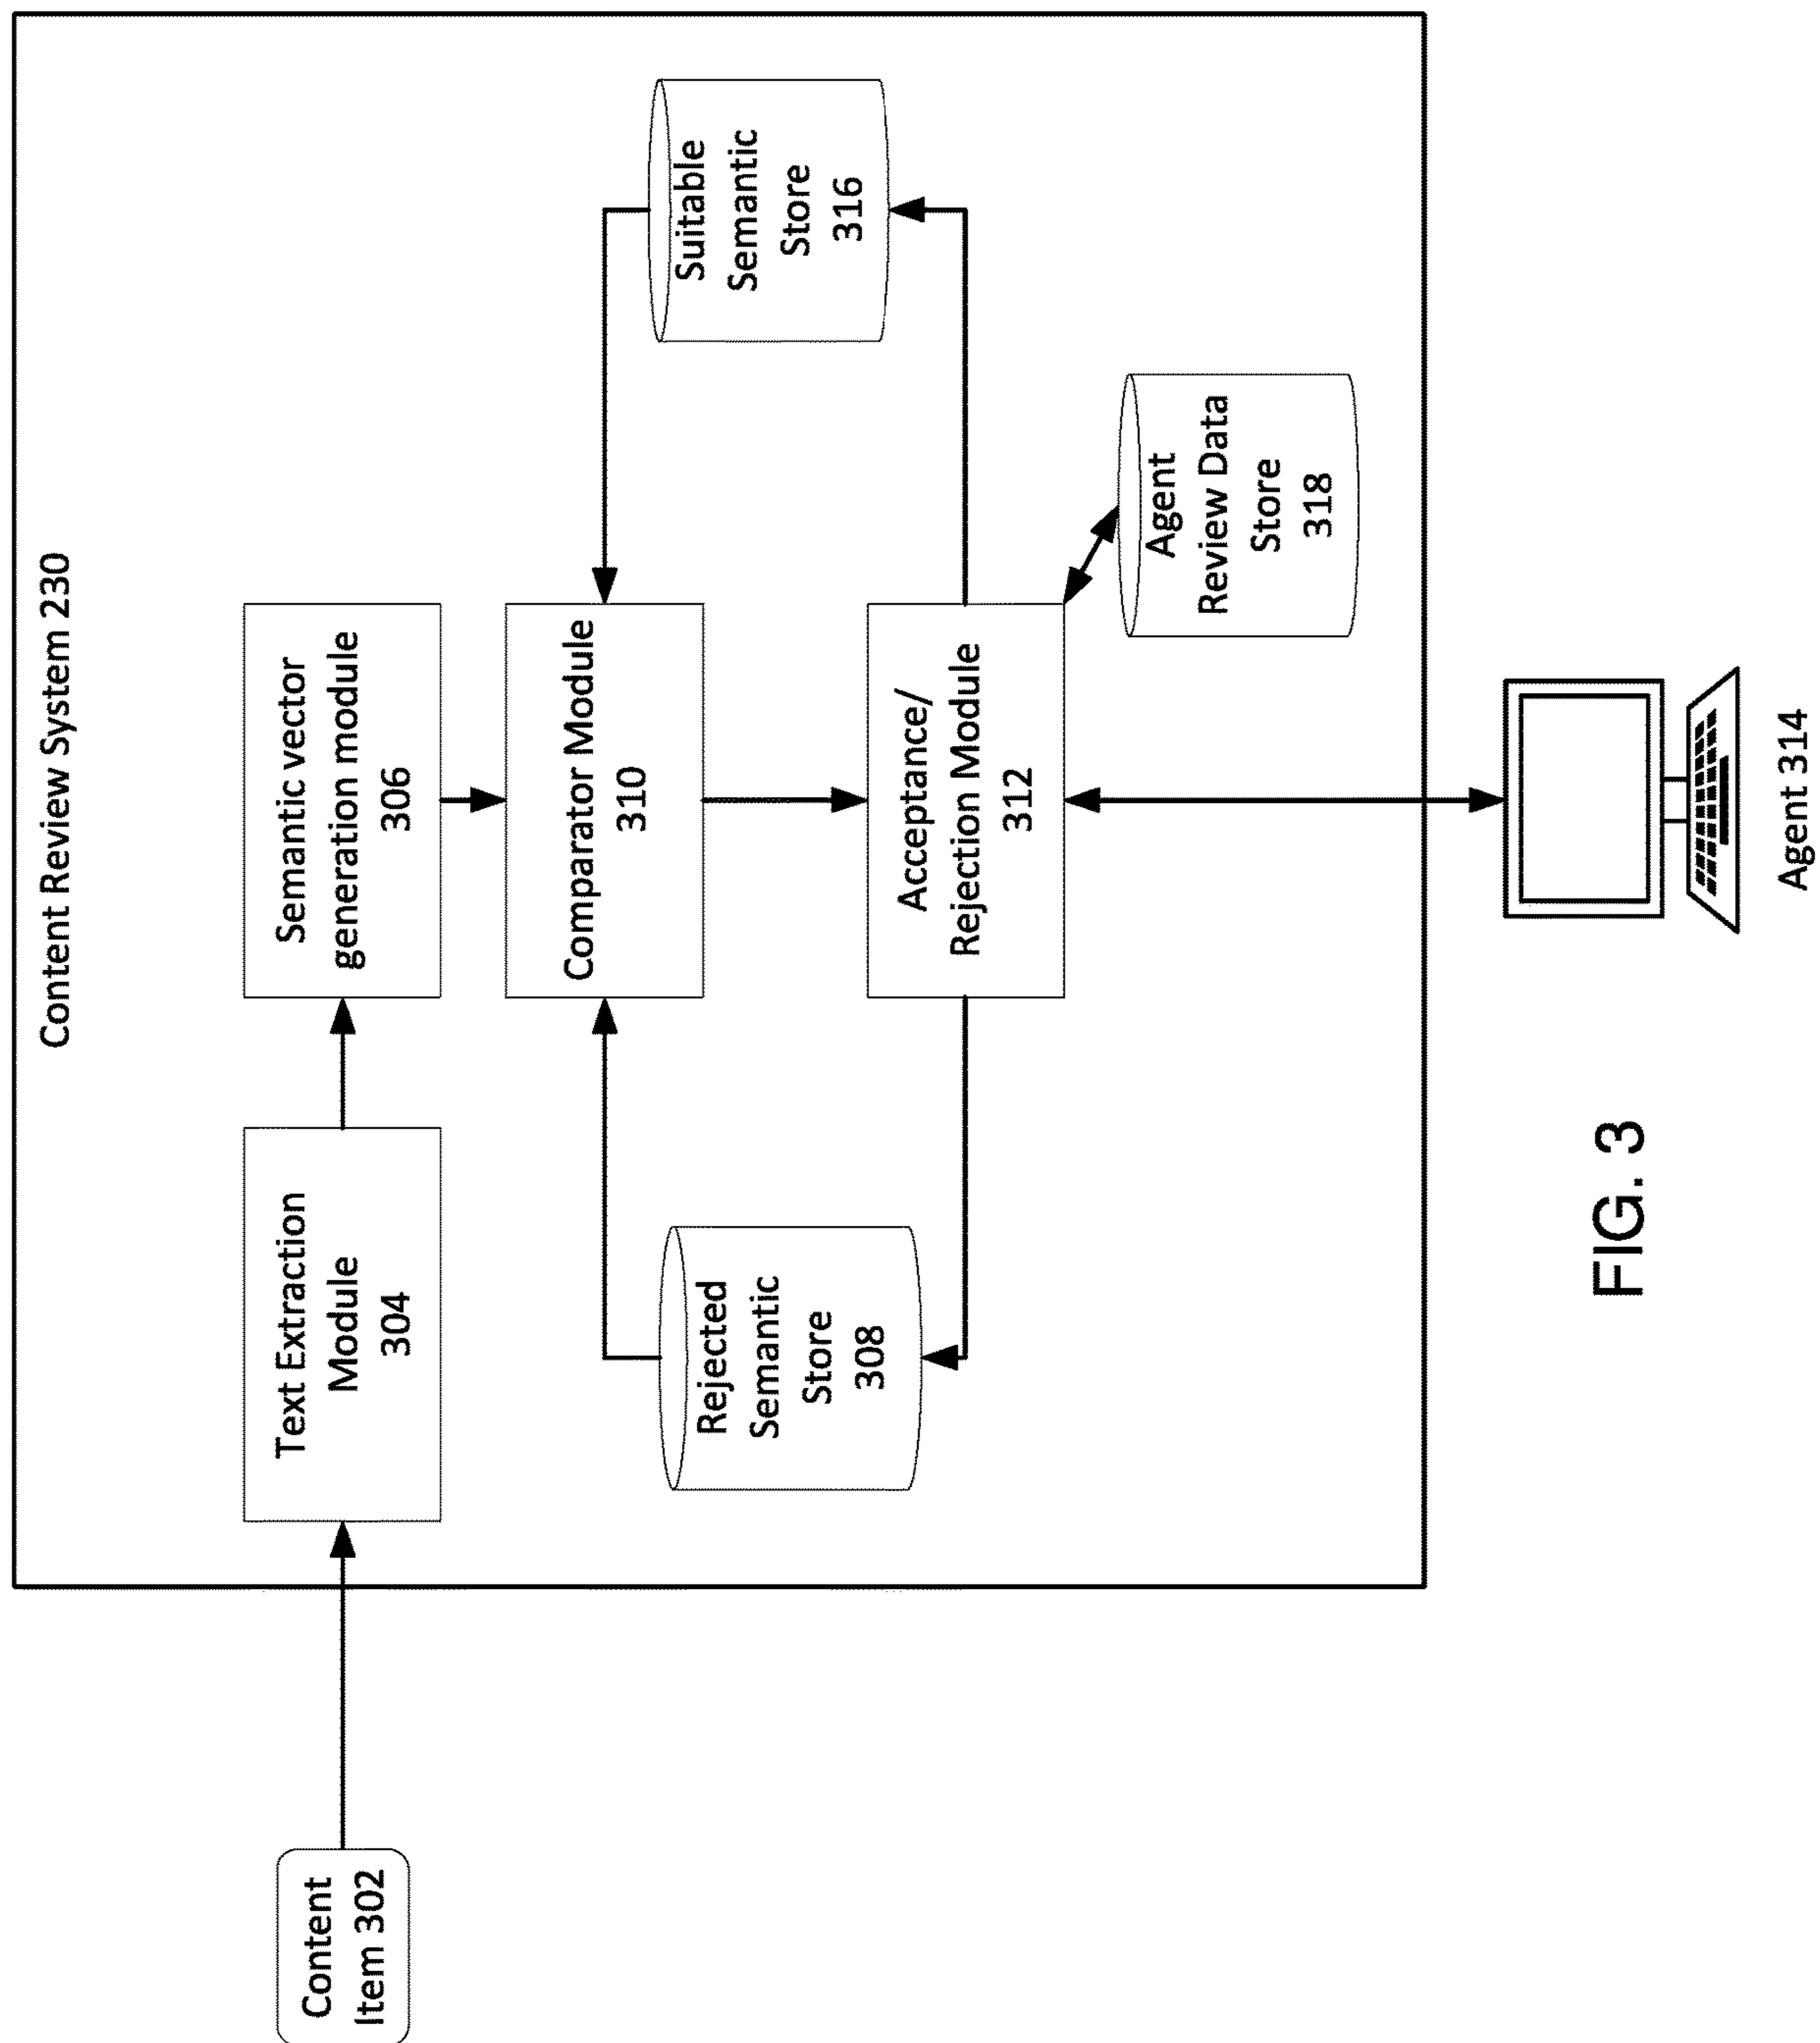 Content Review System 230
Content
Item 302
Text Extraction
Module
304
Semantic vector
generation module
306
Rejected
Semantic
Store
308
Comparator Module
310
Suitable
Semantic
Store
316
Acceptance/
Rejection Module
312
Agent
Review Data
Store
318
FIG. 3
Agent 314